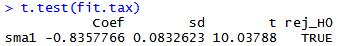 > t.test(fit.tax)
Coef sd t rej_H0
sma1 -0.8357766 0.0832623 10.03788 TRUE